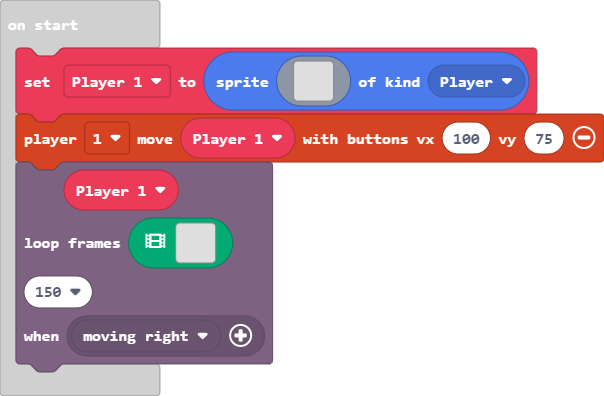 on start
set Player 1 to sprite of kind Player
player 1 move Player 1 with buttons vx 100 vy 75
Player 1
loop frames
150
when moving right